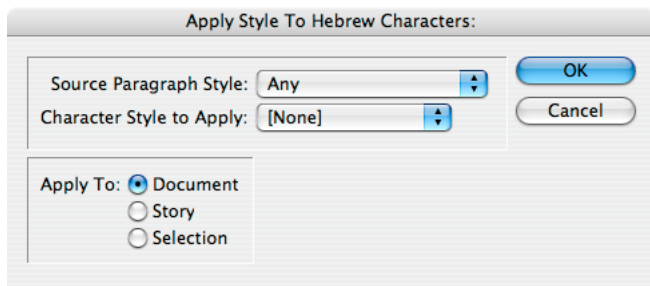 Apply Style To Hebrew Characters:
Source Paragraph Style: Any
OK
Character Style to Apply: [None]
Cancel
Apply To: Document
Story
Selection